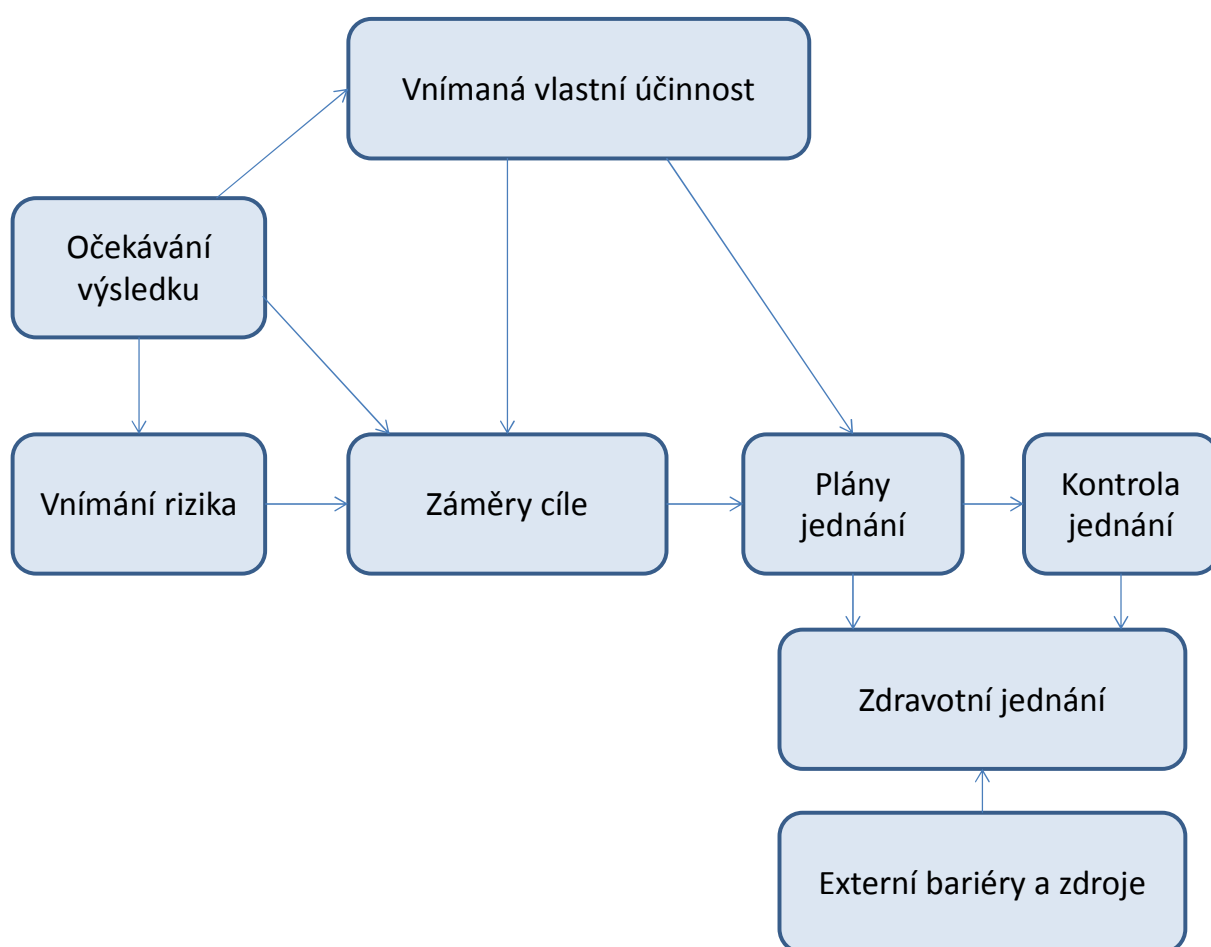 Vnímaná vlastní účinnost
Očekávání
výsledku
Vnímání rizika
Záměry cíle
Plány
jednání
Kontrola
jednání
Zdravotní jednání
Externí bariéry a zdroje